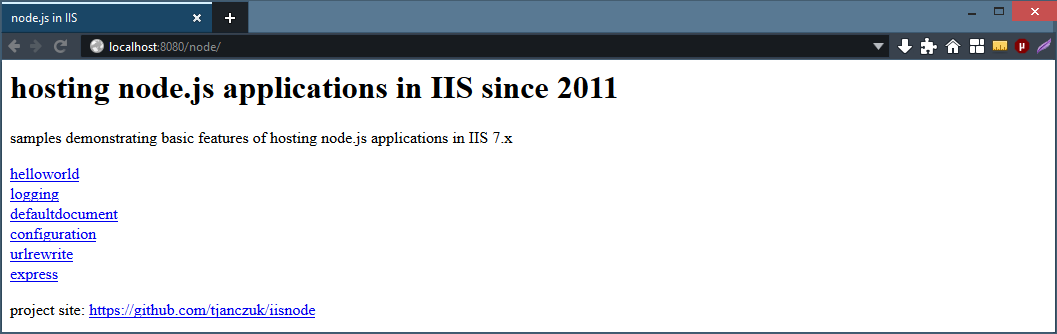 node.js in IIS
localhost:8080/node/
hosting node.js applications in IIS since 2011
samples demonstrating basic features of hosting node.js applications in IIS 7.x
helloworld
logging
defaultdocument
configuration
urlrewrite
express
project site: https://github.com/tjanczuk/iisnode